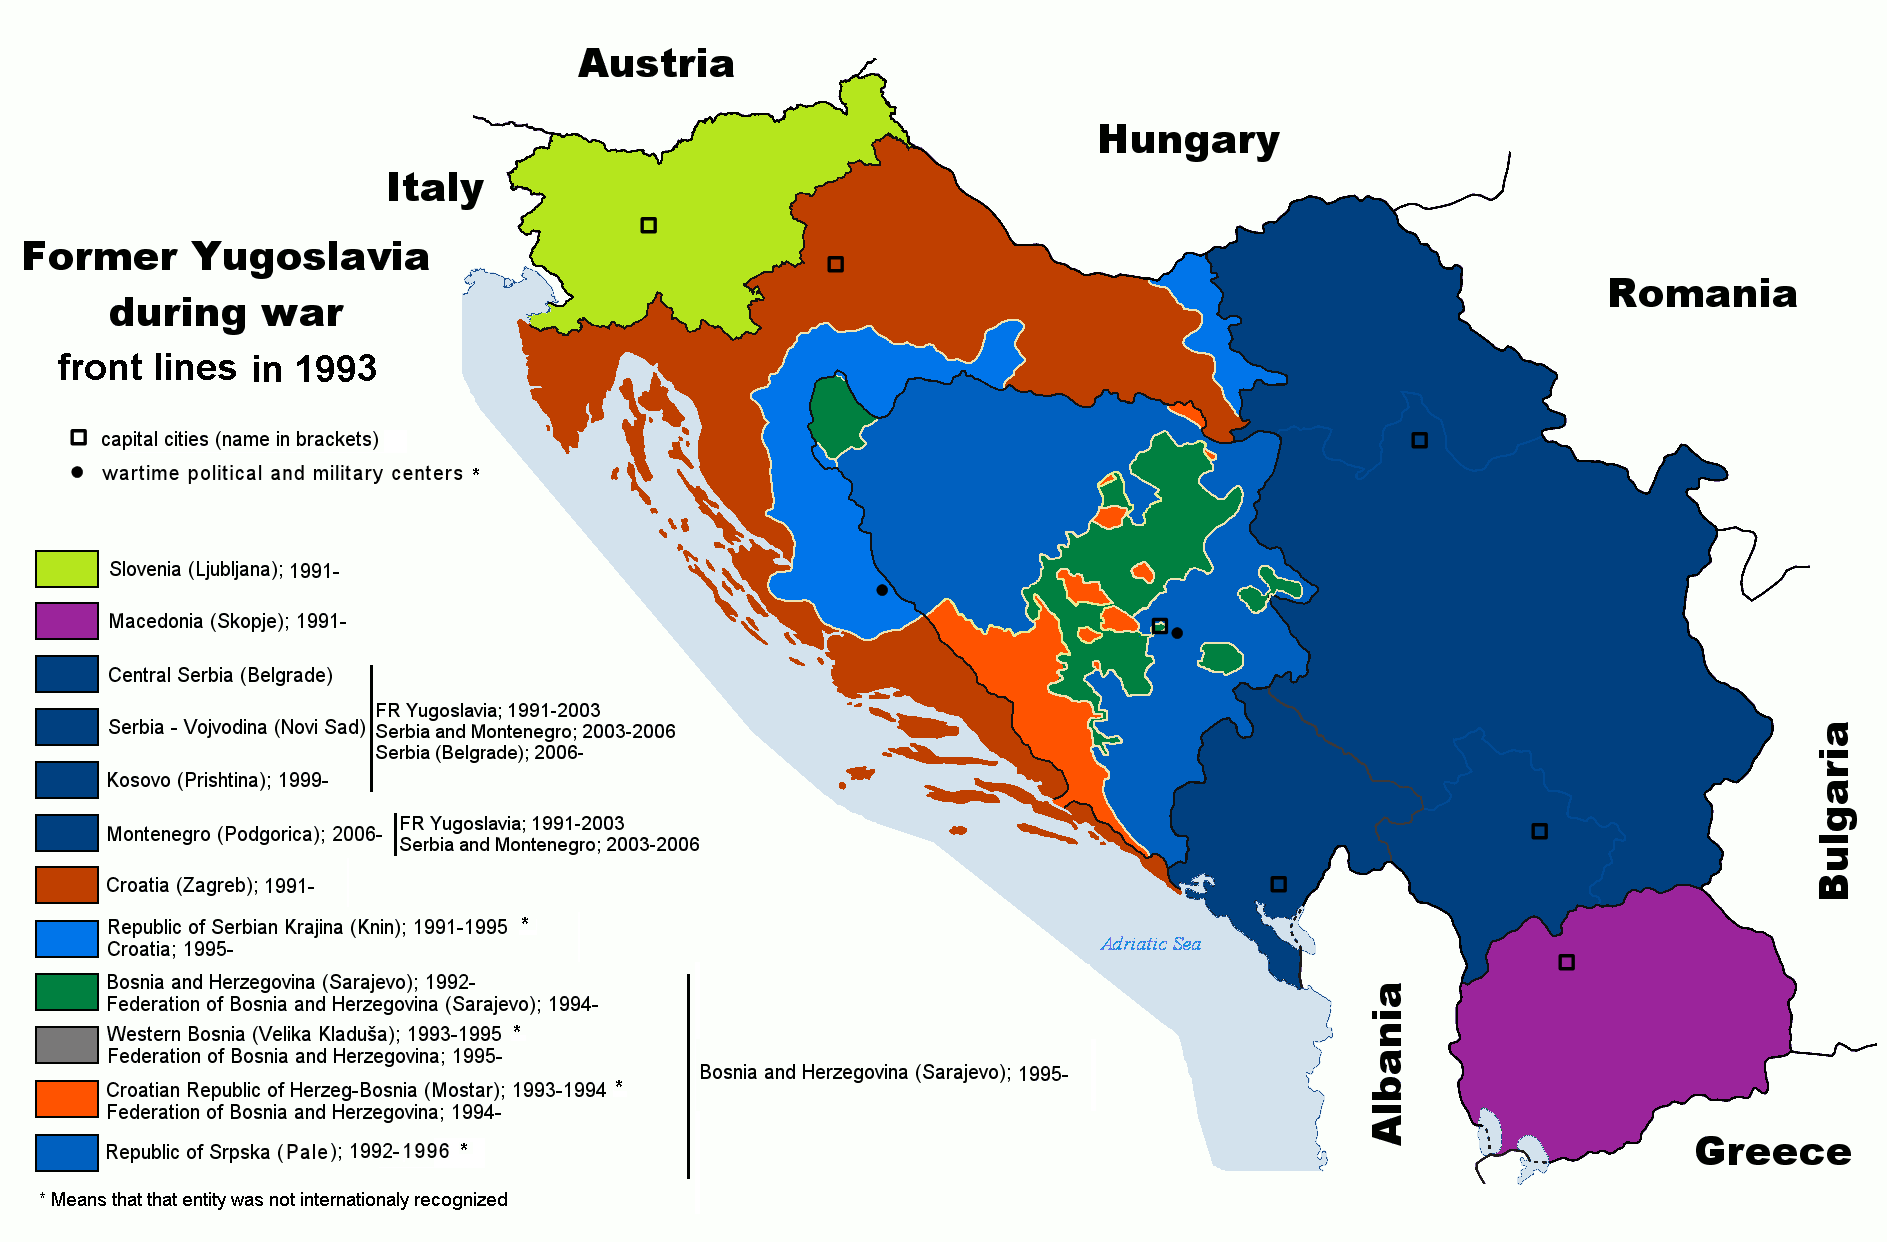 Austria
Hungary
Italy
Former Yugoslavia
during war
front lines in 1993
Romania
capital cities (name in brackets)
wartime political and military centers *
Slovenia (Ljubljana); 1991-
Macedonia (Skopje); 1991-
Central Serbia (Belgrade)
Serbia - Vojvodina (Novi Sad)
Kosovo (Prishtina); 1999-
FR Yugoslavia; 1991-2003
Serbia and Montenegro; 2003-2006
Serbia (Belgrade); 2006-
Montenegro (Podgorica); 2006-
FR Yugoslavia; 1991-2003
Serbia and Montenegro; 2003-2006
Croatia (Zagreb); 1991-
Republic of Serbian Krajina (Knin); 1991-1995 *
Croatia; 1995-
Bosnia and Herzegovina (Sarajevo); 1992-
Federation of Bosnia and Herzegovina (Sarajevo); 1994-
Western Bosnia (Velika Kladuša); 1993-1995 *
Federation of Bosnia and Herzegovina; 1995-
Croatian Republic of Herzeg-Bosnia (Mostar); 1993-1994 *
Federation of Bosnia and Herzegovina; 1994-
Republic of Srpska (Pale); 1992-1996 *
Bosnia and Herzegovina (Sarajevo); 1995-
* Means that that entity was not internationaly recognized
Adriatic Sea
Bulgaria
Albania
Greece